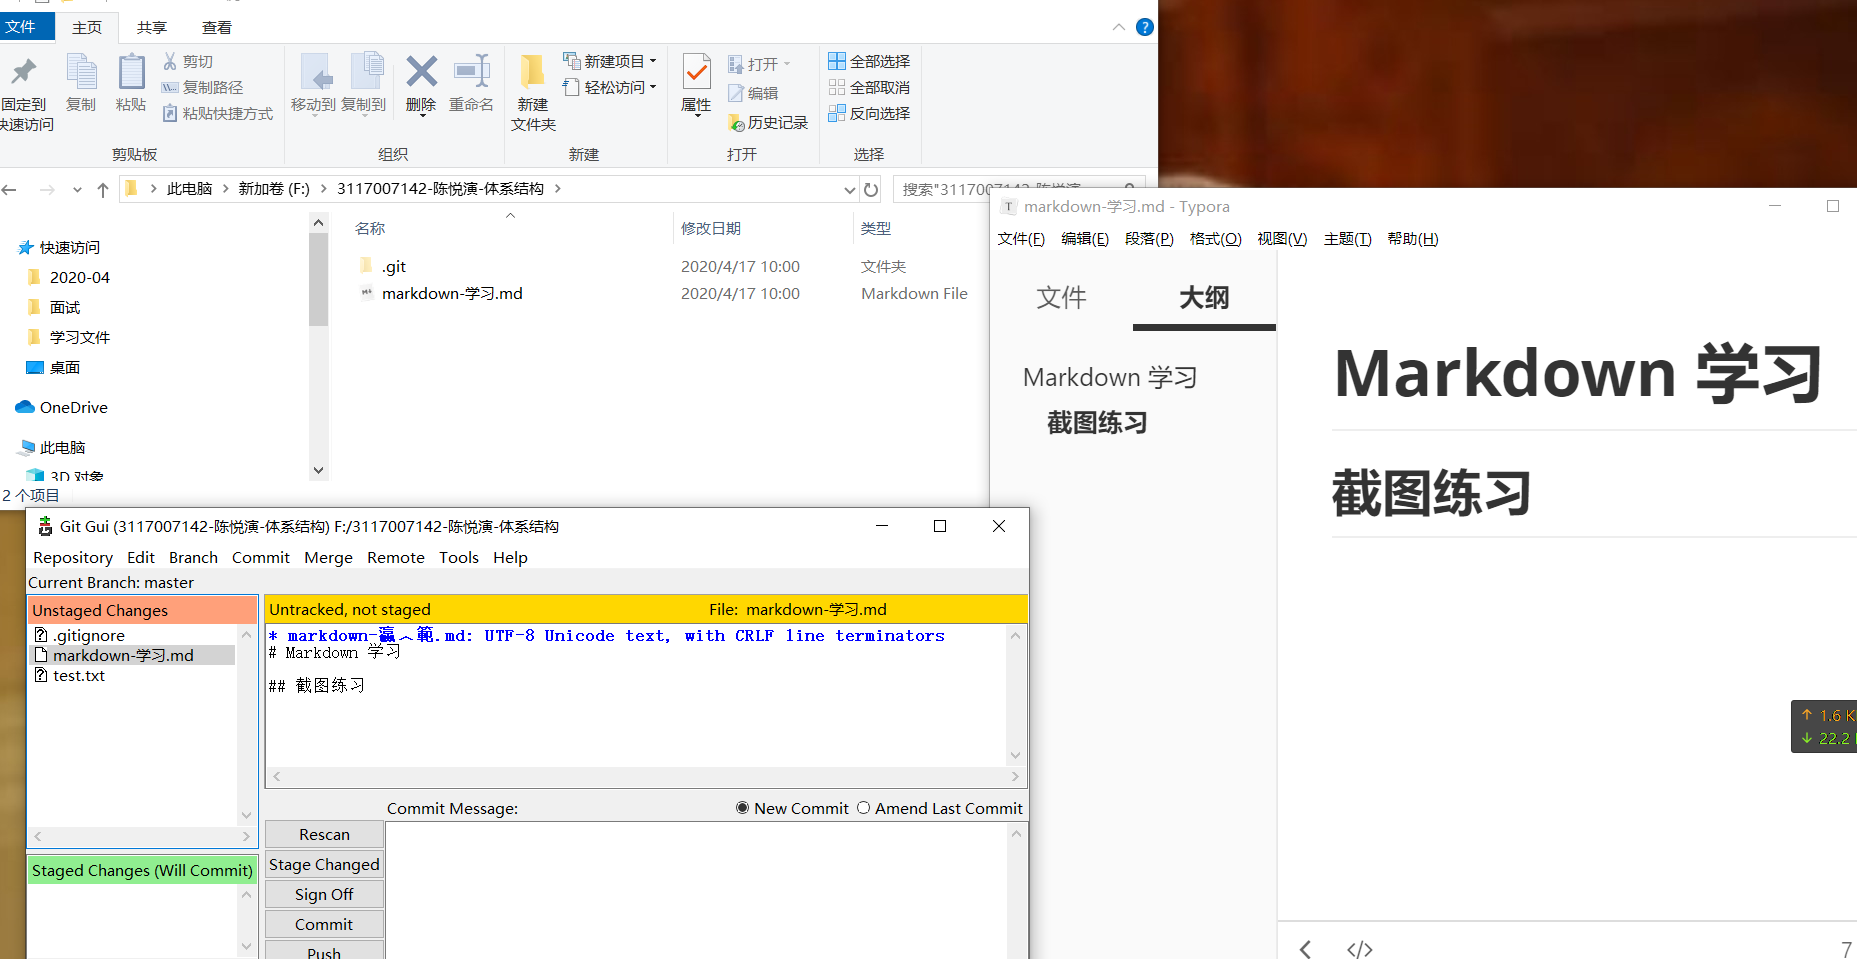 文件 主页 共享 查看
固定到快速访问
复制
粘贴
剪切
复制路径
粘贴快捷方式
剪贴板
移动到
复制到
删除
重命名
组织
新建文件夹
新建项目
轻松访问
新建
属性
打开
编辑
历史记录
打开
全部选择
全部取消
反向选择
选择
此电脑 › 新加卷 (F:) › 3117007142-陈悦演-体系结构 ›
名称 修改日期 类型
.git 2020/4/17 10:00 文件夹
markdown-学习.md 2020/4/17 10:00 Markdown File
快速访问
2020-04
面试
学习文件
桌面
OneDrive
此电脑
3D 对象
2 个项目
markdown-学习.md - Typora
文件(F) 编辑(E) 段落(P) 格式(O) 视图(V) 主题(T) 帮助(H)
文件 大纲
Markdown 学习
截图练习
Markdown 学习
截图练习
7
1.6 K
22.2
Git Gui (3117007142-陈悦演-体系结构) F:/3117007142-陈悦演-体系结构
Repository Edit Branch Commit Merge Remote Tools Help
Current Branch: master
Unstaged Changes
.gitignore
markdown-学习.md
test.txt
Staged Changes (Will Commit)
Untracked, not staged File: markdown-学习.md
* markdown-瀛︿範.md: UTF-8 Unicode text, with CRLF line terminators
# Markdown 学习
## 截图练习
Commit Message: New Commit Amend Last Commit
Rescan
Stage Changed
Sign Off
Commit
Push